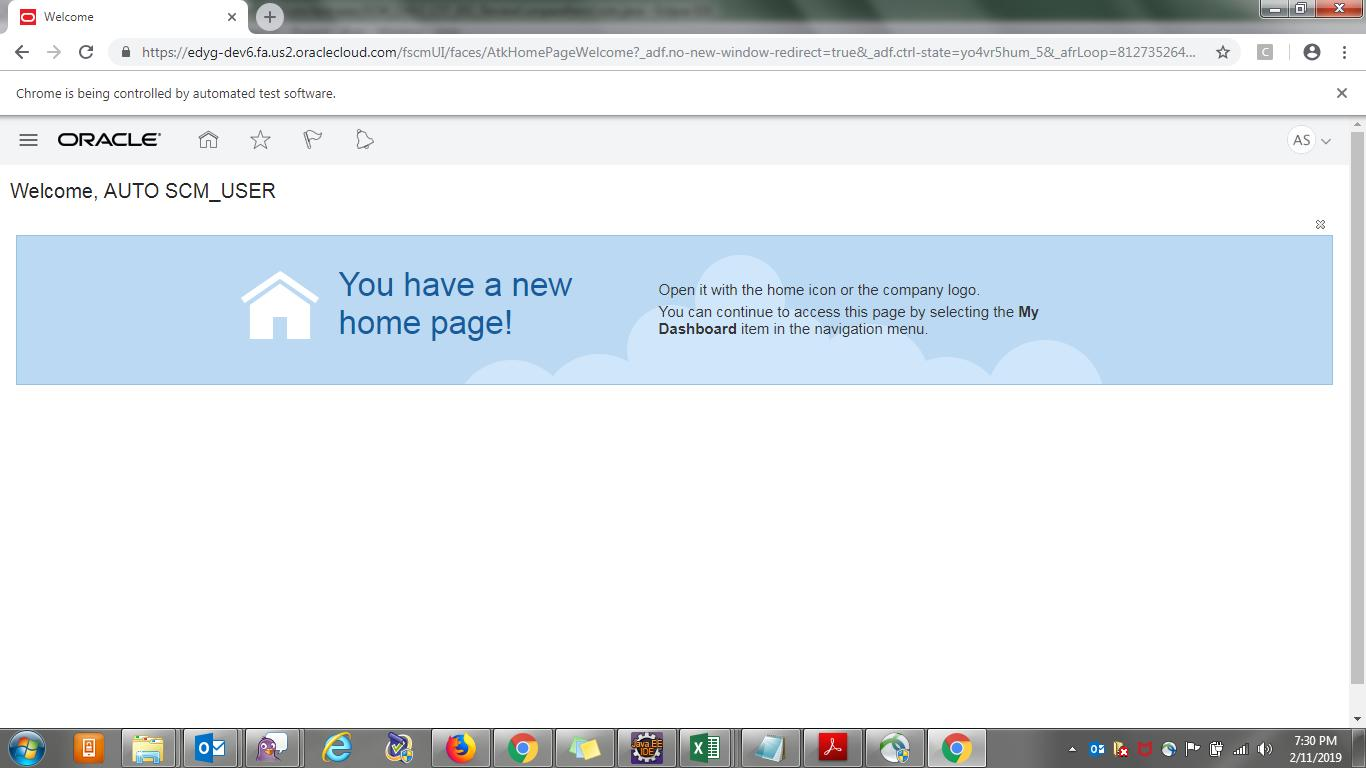 Welcome
https://edyg-dev6.fa.us2.oraclecloud.com/fscmUI/faces/AtkHomePageWelcome?_adf.no-new-window-redirect=true&_adf.ctrl-state=yo4vr5hum_5&_afrLoop=812735264...
C
Chrome is being controlled by automated test software.
ORACLE
AS
Welcome, AUTO SCM_USER
You have a new
home page!
Open it with the home icon or the company logo.
You can continue to access this page by selecting the My
Dashboard item in the navigation menu.
Java EE
IDE
7:30 PM
2/11/2019